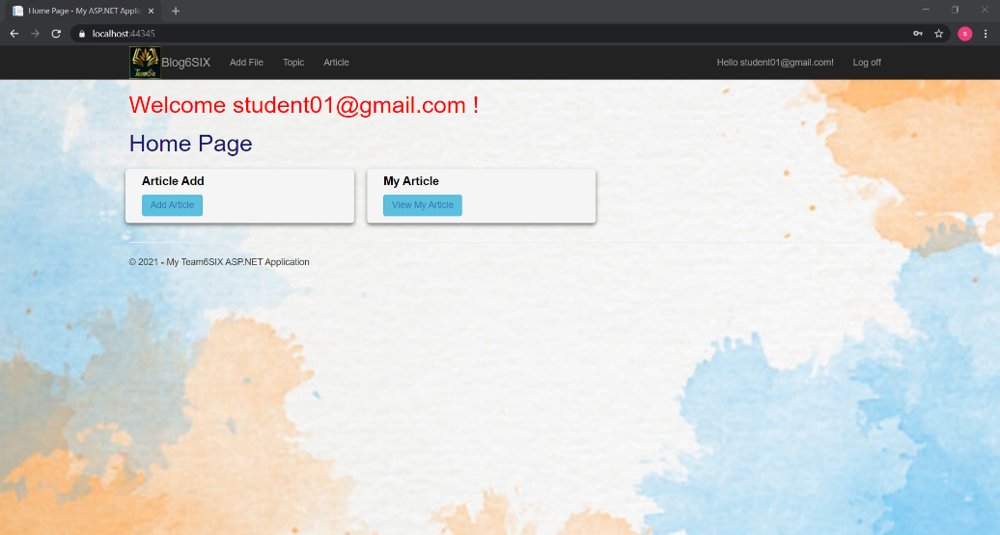 Home Page - My ASP.NET Applic
localhost:44345
s
TeamSix
Blog6SIX
Add File
Topic
Article
Hello student01@gmail.com!
Log off
Welcome student01@gmail.com !
Home Page
Article Add
My Article
Add Article
View My Article
© 2021 - My Team6SIX ASP.NET Application